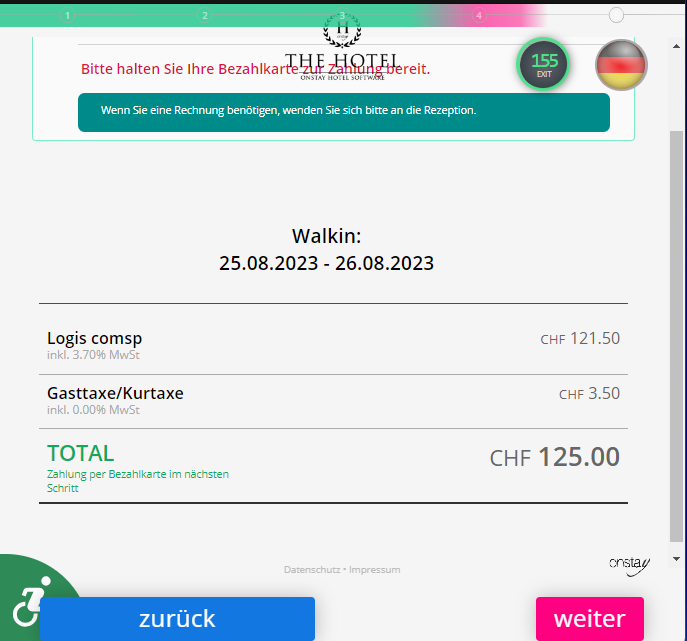 1 2 3 4
H
onstay
THE HOTEL
ONSTAY HOTEL SOFTWARE
Bitte halten Sie Ihre Bezahlkarte zur Zahlung bereit.
155
EXIT
Wenn Sie eine Rechnung benötigen, wenden Sie sich bitte an die Rezeption.
Walkin:
25.08.2023 - 26.08.2023
Logis comsp CHF 121.50
inkl. 3.70% MwSt
Gasttaxe/Kurtaxe CHF 3.50
inkl. 0.00% MwSt
TOTAL CHF 125.00
Zahlung per Bezahlkarte im nächsten
Schritt
Datenschutz • Impressum
onstay
zurück weiter